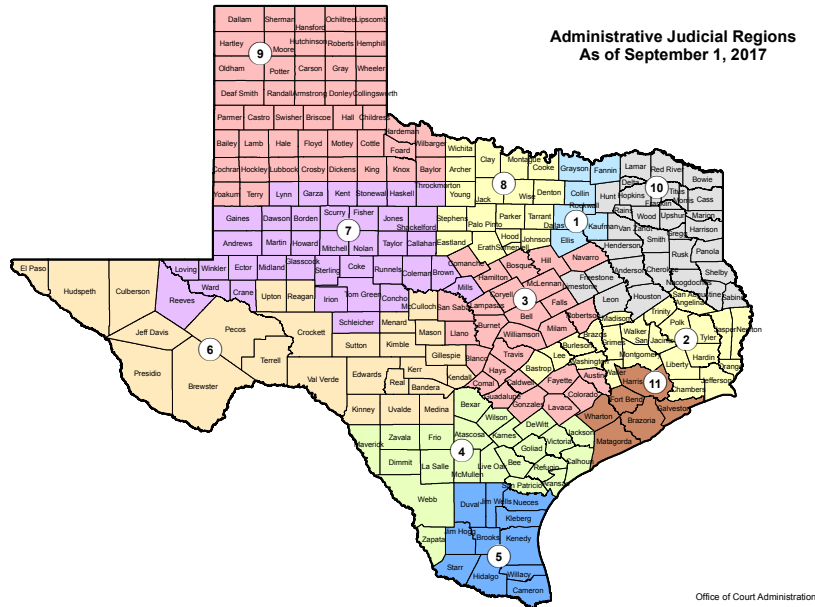 Administrative Judicial Regions
As of September 1, 2017
Dallam Sherman Hansford Ochiltree Lipscomb
Hartley Moore Hutchinson Roberts Hemphill
9
Oldham Potter Carson Gray Wheeler
Deaf Smith Randall Armstrong Donley Collingsworth
Parmer Castro Swisher Briscoe Hall Childress
Hardeman
Bailey Lamb Hale Floyd Motley Cottle Foard Wilbarger
Wichita Clay Montague Cooke Grayson Fannin Lamar Red River Bowie
Cochran Hockley Lubbock Crosby Dickens King Knox Baylor Archer
8
10
Delta Titus Morris Cass
Throckmorton Young Jack Wise Denton Collin Rockwall Hunt Hopkins Franklin
Yoakum Terry Lynn Garza Kent Stonewall Haskell
Rains Wood Upshur Marion
Gaines Dawson Borden Scurry Fisher Jones Shackelford Stephens Palo Pinto Parker Tarrant Dallas
1
Kaufman Van Zandt Gregg Harrison
7
Andrews Martin Howard Mitchell Nolan Taylor Callahan Eastland Erath Hood Somervell Johnson Ellis
Henderson Smith Rusk Panola
El Paso Hudspeth Culberson Loving Winkler Ector Midland Glasscock Sterling Coke Runnels Coleman Brown Comanche Bosque Hill Navarro
Anderson Cherokee Shelby
Reeves Ward Crane Upton Reagan Irion Tom Green Concho Mills Hamilton McLennan Limestone Freestone
Nacogdoches San Augustine Sabine
3
Coryell Falls Leon Houston Angelina
McCulloch San Saba Lampasas Bell Robertson Madison Trinity
Jeff Davis Pecos Crockett Schleicher Menard Mason Llano Burnet Williamson Milam Brazos Walker Polk Tyler Jasper Newton
6
2
Sutton Kimble Burleson Grimes San Jacinto
Presidio Brewster Terrell Gillespie Blanco Travis Lee Washington Montgomery Liberty Hardin Orange
Val Verde Edwards Kerr Kendall Hays Bastrop Waller Jefferson
Real Bandera Comal Caldwell Fayette Austin Harris
11
Chambers
Kinney Uvalde Medina Bexar Guadalupe Gonzales Colorado Fort Bend Galveston
Wilson Lavaca Wharton Brazoria
Maverick Zavala Frio Atascosa Karnes DeWitt Jackson Matagorda
4
Dimmit La Salle McMullen Live Oak Bee Goliad Victoria Calhoun
Refugio
San Patricio Aransas
Webb Duval Jim Wells Nueces
Kleberg
Zapata Jim Hogg Brooks Kenedy
5
Starr Hidalgo Willacy
Cameron
Office of Court Administration